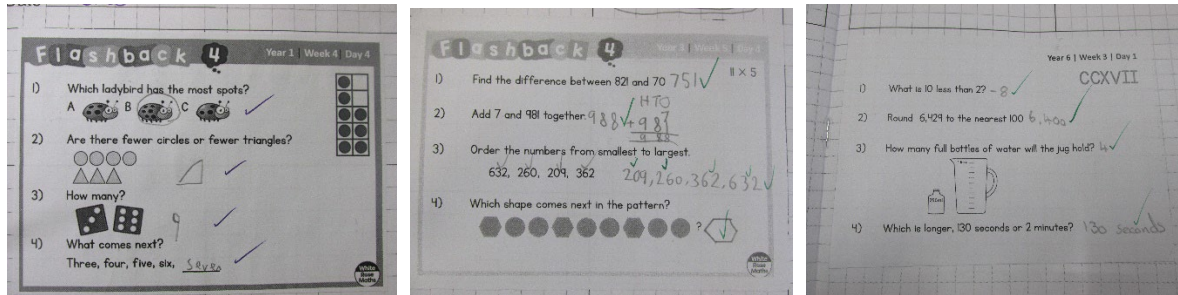 Flashback 4
Year 1 | Week 4 | Day 4
1) Which ladybird has the most spots?
A B C
2) Are there fewer circles or fewer triangles?
3) How many?
9
4) What comes next?
Three, four, five, six, seven
White Rose Maths
Flashback 4
Year 3 | Week 5 | Day 4
1) Find the difference between 821 and 70 751
11 × 5
2) Add 7 and 981 together. 988
HTO
988
3) Order the numbers from smallest to largest.
632, 260, 209, 362 209, 260, 362, 632
4) Which shape comes next in the pattern?
?
White Rose Maths
Year 6 | Week 3 | Day 1
CCXVII
1) What is 10 less than 2? -8
2) Round 6,429 to the nearest 100 6,400
3) How many full bottles of water will the jug hold? 4
4) Which is longer, 130 seconds or 2 minutes? 130 seconds